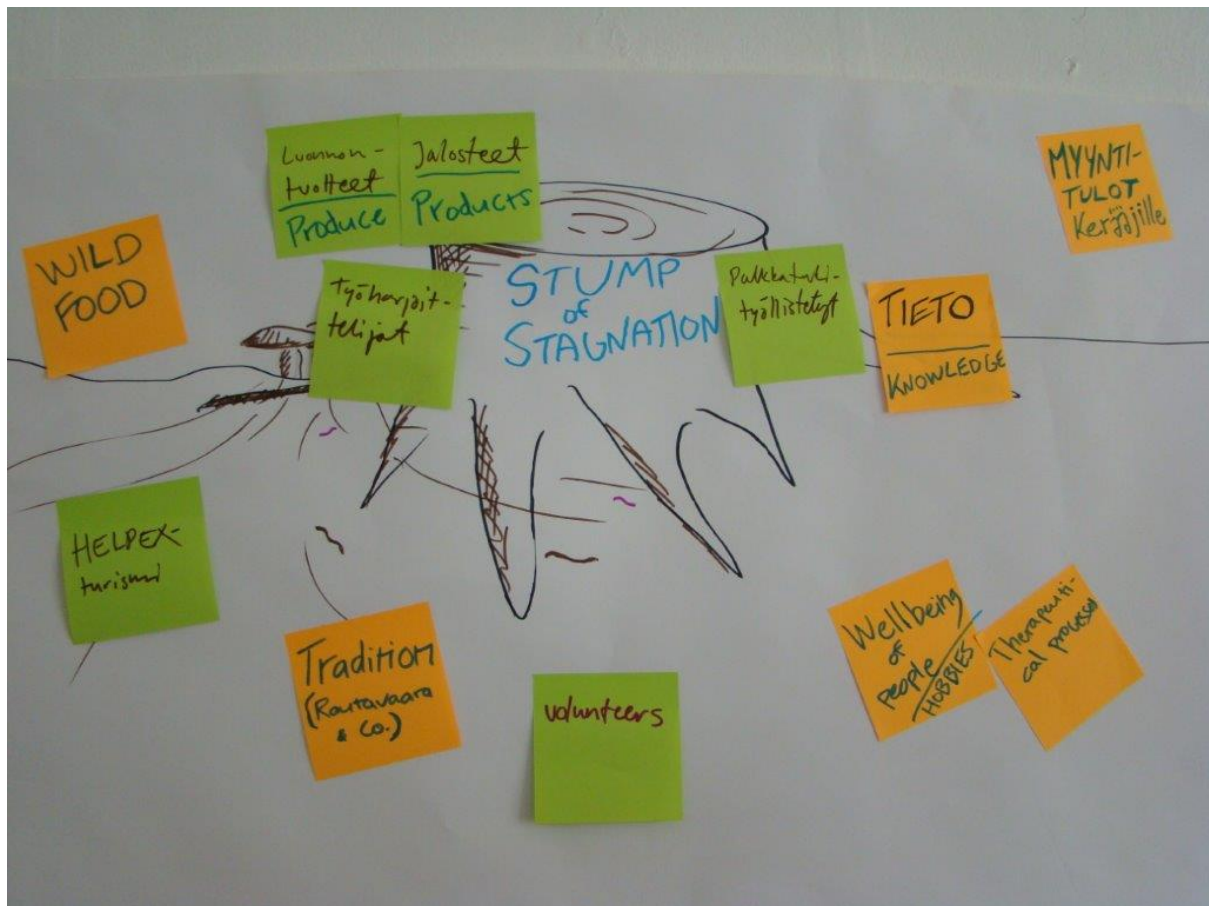 Luonnon-
tuotteet
Produce
Jalosteet
Products
MYYNTI-
TULOT
Kerääjille
WILD
FOOD
Työharjoit-
telijat
STUMP
of
STAGNATION
Palkkatuki-
työllistetyt
TIETO
KNOWLEDGE
HELPEX-
turismi
Tradition
(Rautavaara
& Co.)
volunteers
Wellbeing
of
people
HOBBIES
Therapeuti-
cal processes